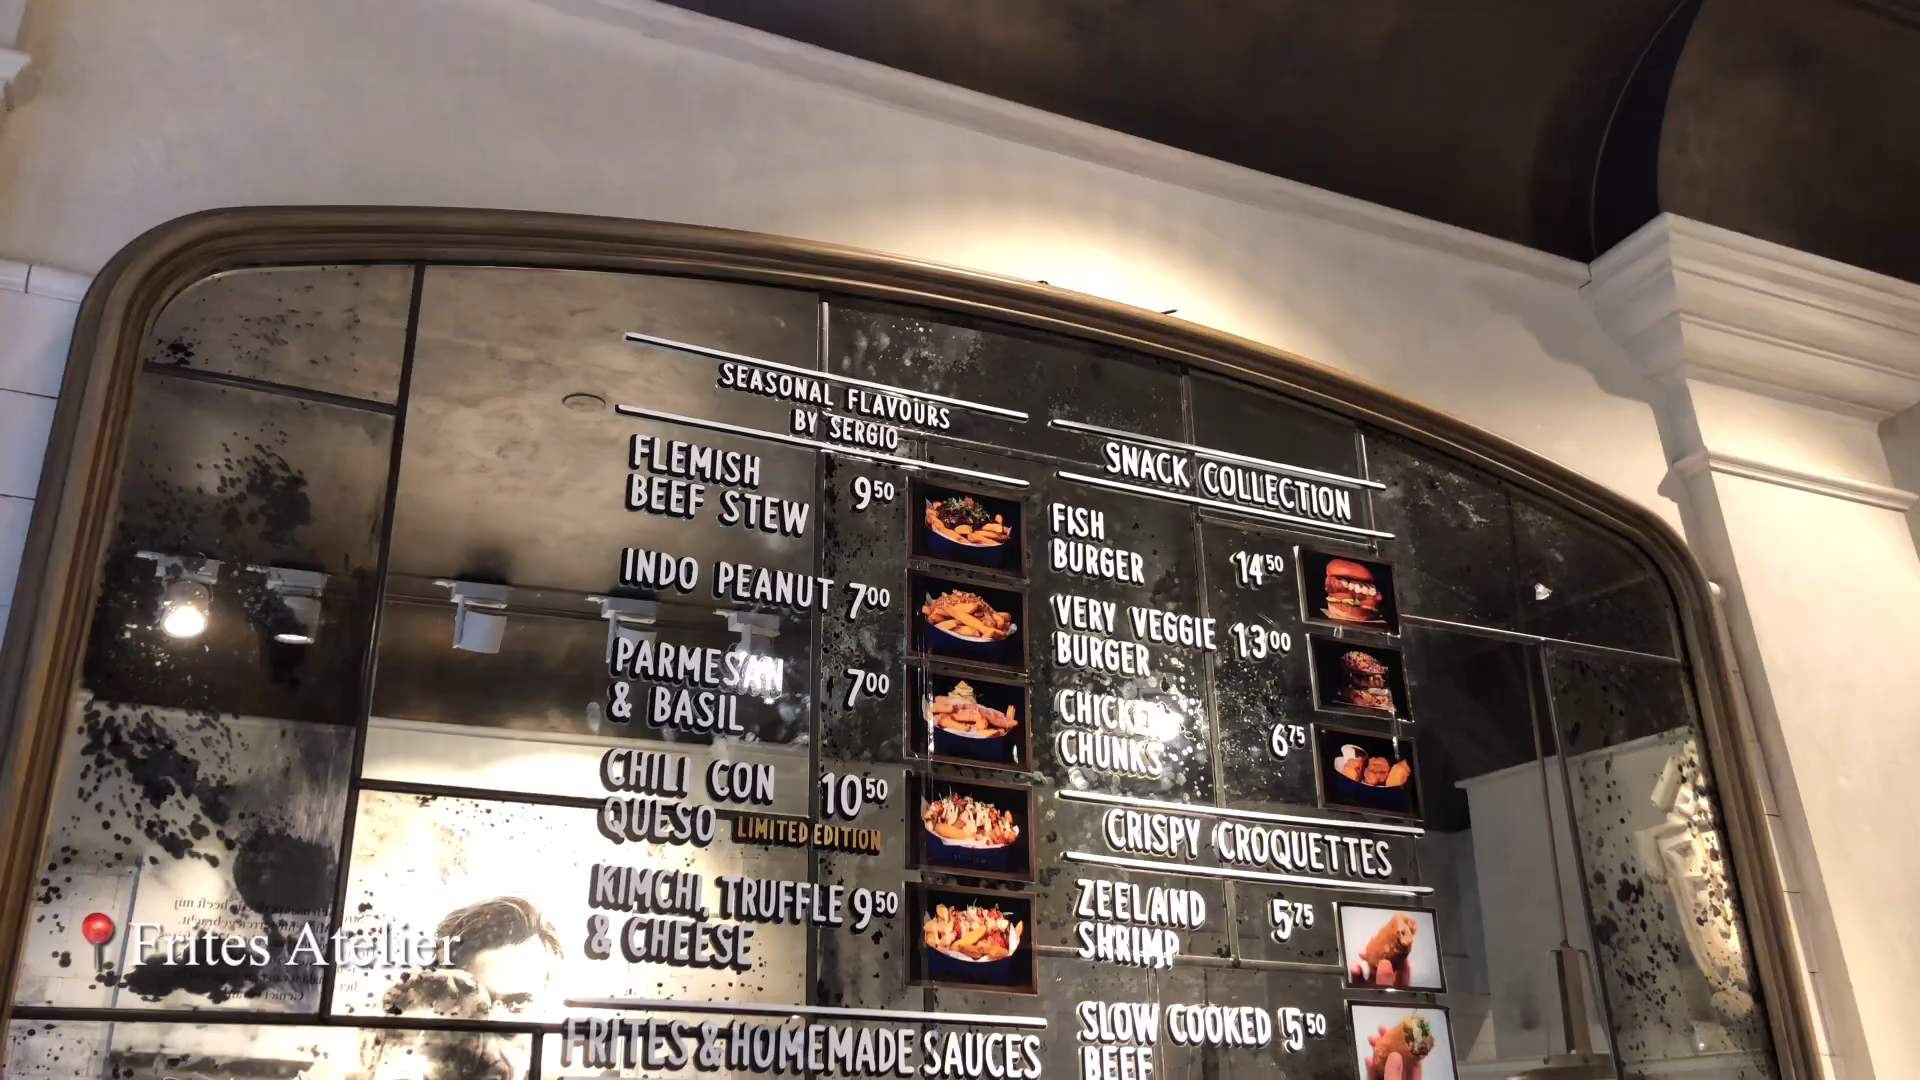 SEASONAL FLAVOURS
BY SERGIO
FLEMISH
BEEF STEW 9⁵⁰
INDO PEANUT 7⁰⁰
PARMESAN
& BASIL 7⁰⁰
CHILI CON
QUESO 10⁵⁰
LIMITED EDITION
KIMCHI, TRUFFLE
& CHEESE 9⁵⁰
FRITES & HOMEMADE SAUCES
SNACK COLLECTION
FISH
BURGER 14⁵⁰
VERY VEGGIE
BURGER 13⁰⁰
CHICKEN
CHUNKS 6⁷⁵
CRISPY CROQUETTES
ZEELAND
SHRIMP 5⁷⁵
SLOW COOKED
BEEF 5⁵⁰
Frites Atelier